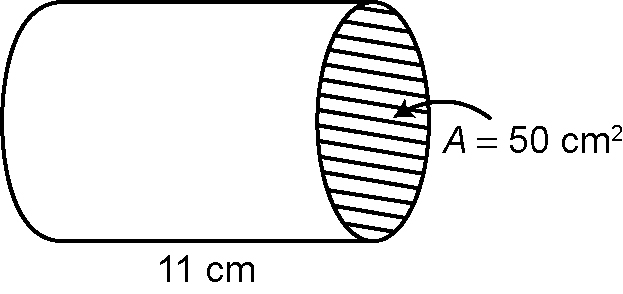 A = 50 cm²
11 cm